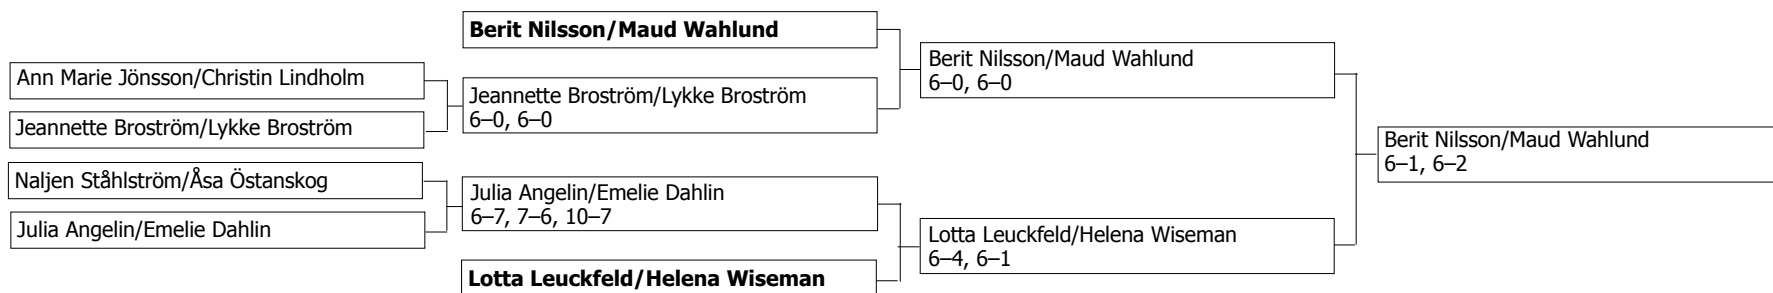 Berit Nilsson/Maud Wahlund
Ann Marie Jönsson/Christin Lindholm
Jeannette Broström/Lykke Broström
Jeannette Broström/Lykke Broström
6–0, 6–0
Naljen Ståhlström/Åsa Östanskog
Julia Angelin/Emelie Dahlin
Julia Angelin/Emelie Dahlin
6–7, 7–6, 10–7
Lotta Leuckfeld/Helena Wiseman
Berit Nilsson/Maud Wahlund
6–0, 6–0
Lotta Leuckfeld/Helena Wiseman
6–4, 6–1
Berit Nilsson/Maud Wahlund
6–1, 6–2